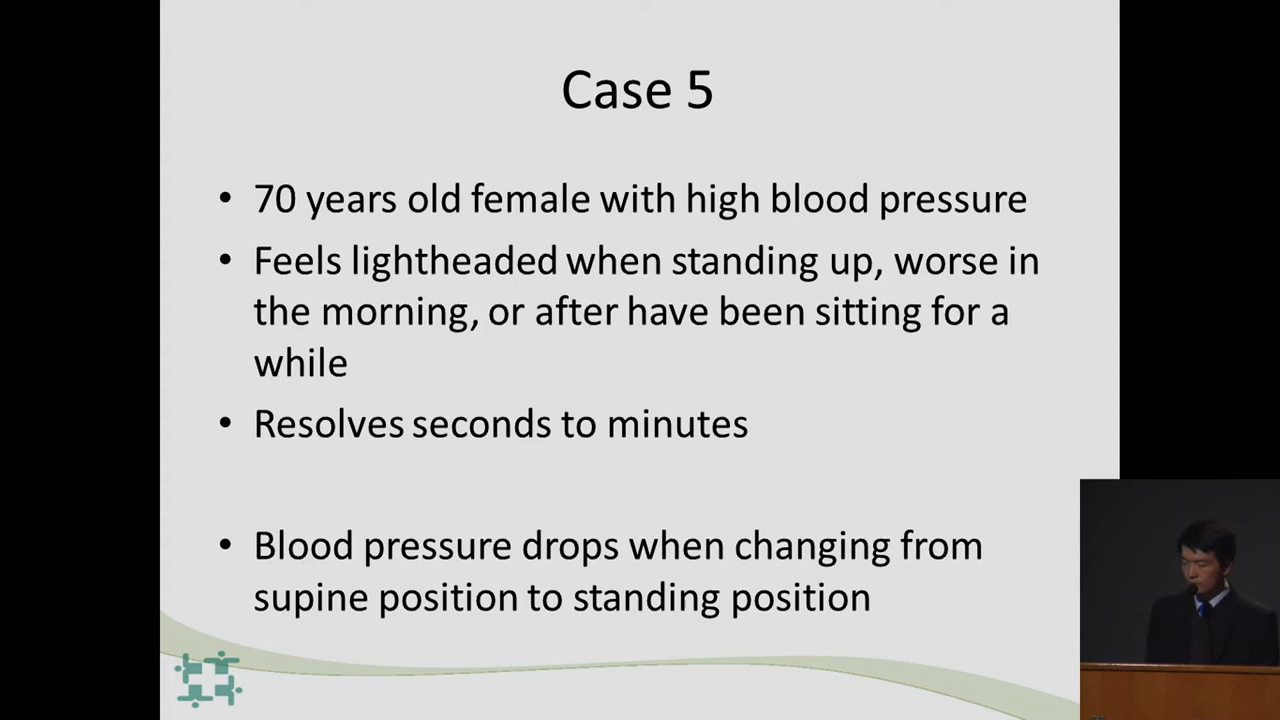 Case 5
• 70 years old female with high blood pressure
• Feels lightheaded when standing up, worse in
the morning, or after have been sitting for a
while
• Resolves seconds to minutes
• Blood pressure drops when changing from
supine position to standing position